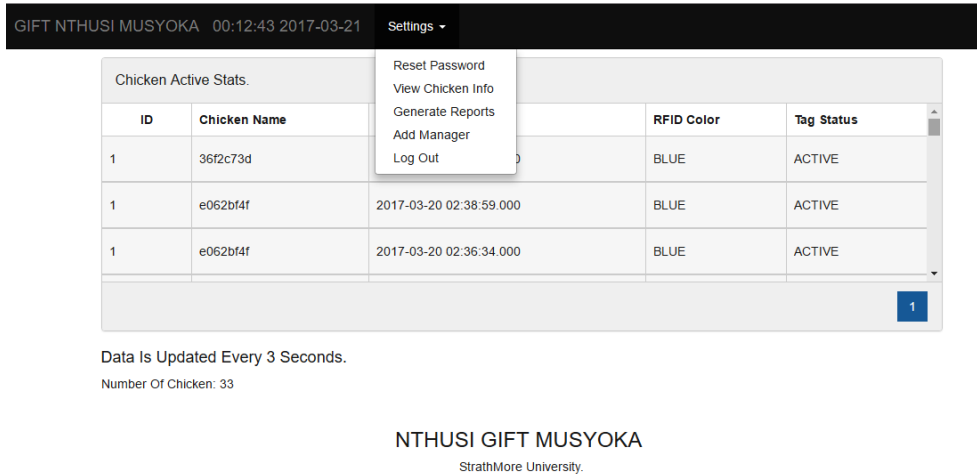 GIFT NTHUSI MUSYOKA 00:12:43 2017-03-21 Settings
Reset Password
View Chicken Info
Generate Reports
Add Manager
Log Out
Chicken Active Stats.
ID Chicken Name RFID Color Tag Status
1 36f2c73d BLUE ACTIVE
1 e062bf4f 2017-03-20 02:38:59.000 BLUE ACTIVE
1 e062bf4f 2017-03-20 02:36:34.000 BLUE ACTIVE
1
Data Is Updated Every 3 Seconds.
Number Of Chicken: 33
NTHUSI GIFT MUSYOKA
StrathMore University.